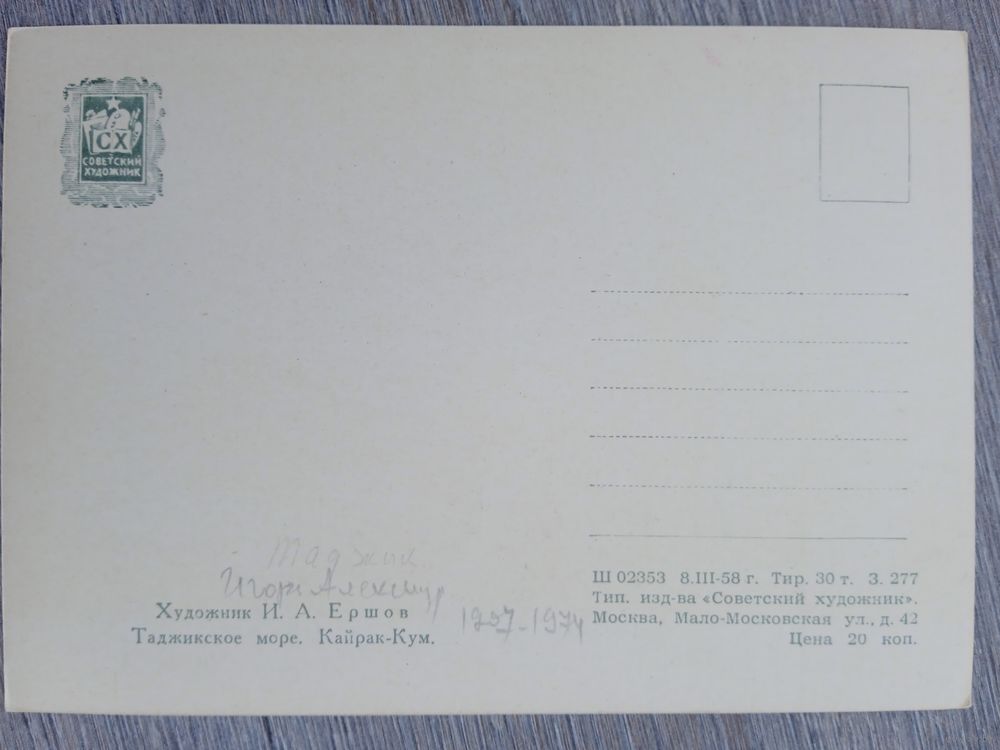 СХ
СОВЕТСКИЙ
ХУДОЖНИК
Таджик
Игорь Александр
Художник И. А. Ершов
1927-1974
Таджикское море. Кайрак-Кум.
Ш 02353 8.III-58 г. Тир. 30 т. З. 277
Тип. изд-ва «Советский художник».
Москва, Мало-Московская ул., д. 42
Цена 20 коп.